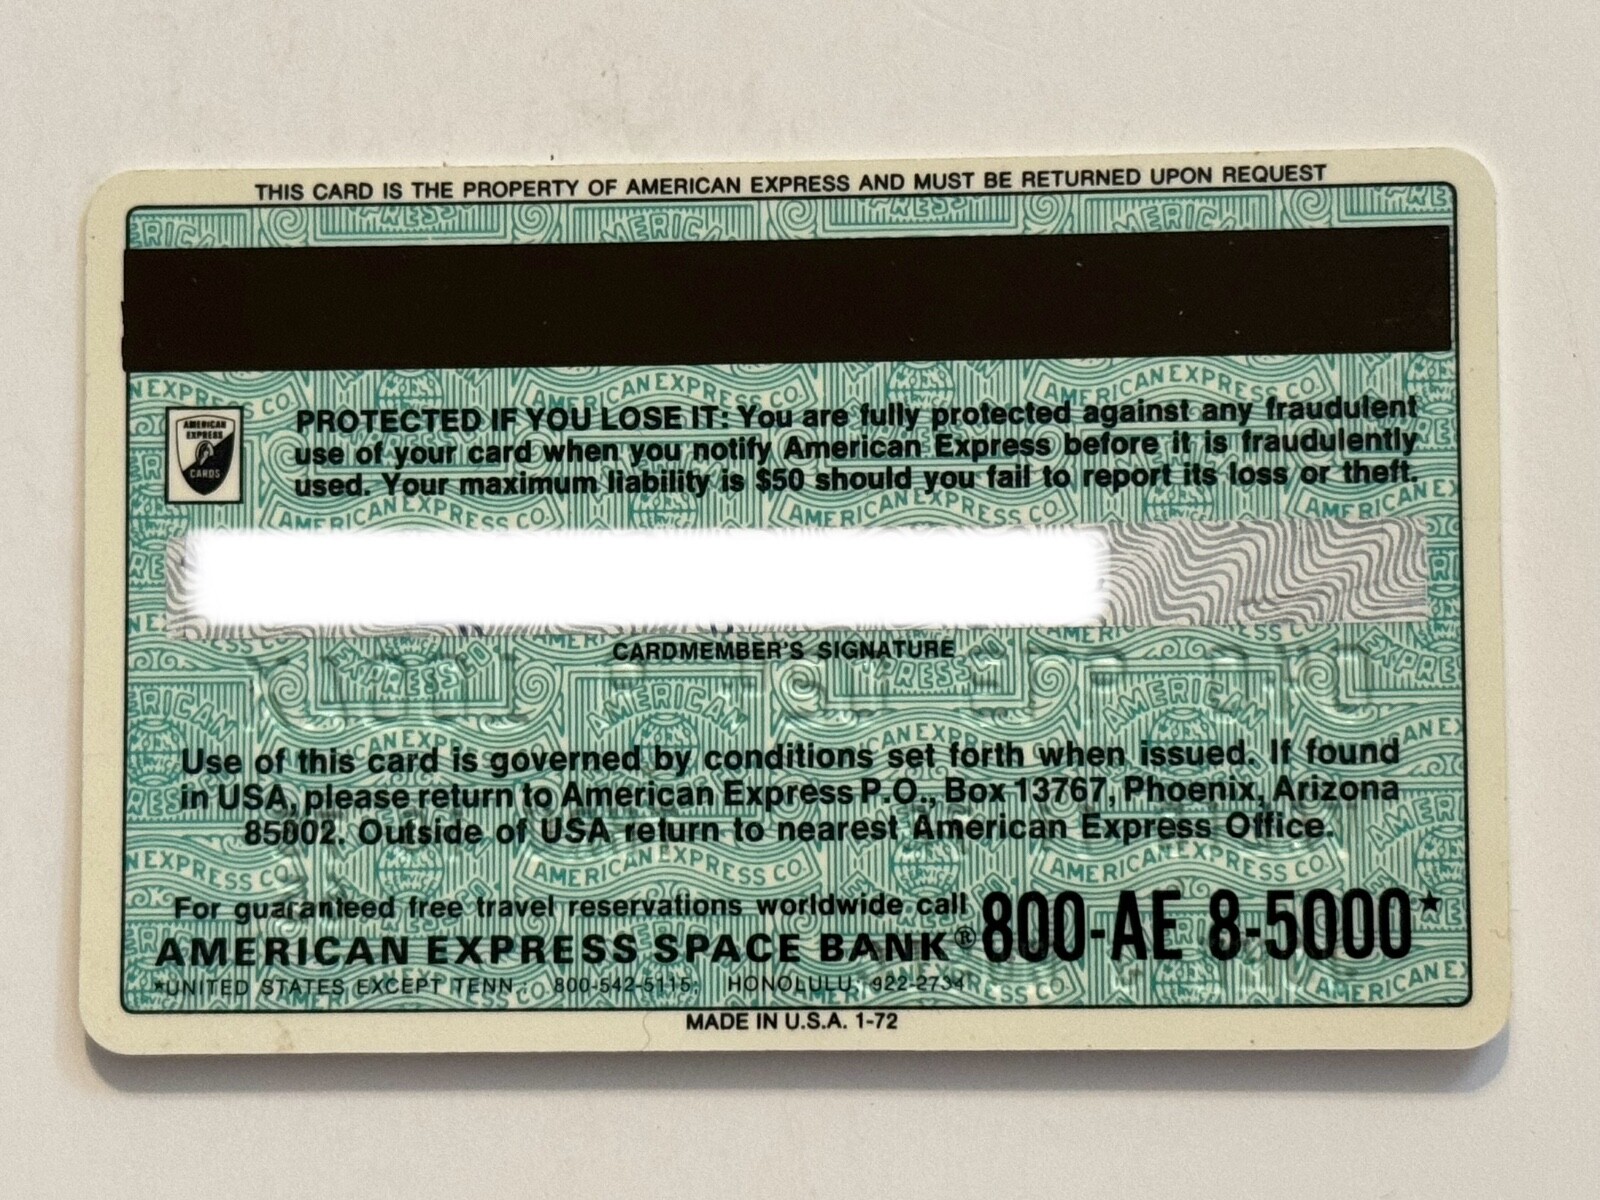 THIS CARD IS THE PROPERTY OF AMERICAN EXPRESS AND MUST BE RETURNED UPON REQUEST
AMERICAN
EXPRESS
CARDS
PROTECTED IF YOU LOSE IT: You are fully protected against any fraudulent
use of your card when you notify American Express before it is fraudulently
used. Your maximum liability is $50 should you fail to report its loss or theft.
CARDMEMBER'S SIGNATURE
Use of this card is governed by conditions set forth when issued. If found
in USA, please return to American Express P.O., Box 13767, Phoenix, Arizona
85002. Outside of USA return to nearest American Express Office.
For guaranteed free travel reservations worldwide call
AMERICAN EXPRESS SPACE BANK® 800-AE 8-5000*
*UNITED STATES EXCEPT TENN.: 800-542-5115; HONOLULU, 922-2734
MADE IN U.S.A. 1-72